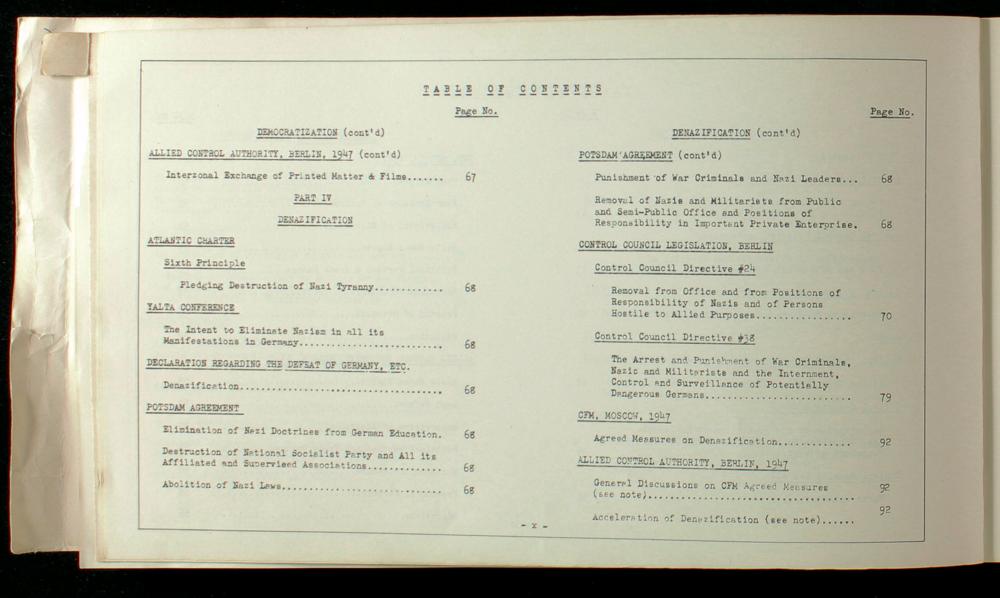 TABLE OF CONTENTS
Page No.
DEMOCRATIZATION (cont'd)
ALLIED CONTROL AUTHORITY, BERLIN, 1947 (cont'd)
Interzonal Exchange of Printed Matter & Films....... 67
PART IV
DENAZIFICATION
ATLANTIC CHARTER
Sixth Principle
Pledging Destruction of Nazi Tyranny............. 68
YALTA CONFERENCE
The Intent to Eliminate Nazism in all its
Manifestations in Germany.......................... 68
DECLARATION REGARDING THE DEFEAT OF GERMANY, ETC.
Denazification..................................... 68
POTSDAM AGREEMENT
Elimination of Nazi Doctrines from German Education. 68
Destruction of National Socialist Party and All its
Affiliated and Supervised Associations.............. 68
Abolition of Nazi Laws............................. 68
Page No.
DENAZIFICATION (cont'd)
POTSDAM AGREEMENT (cont'd)
Punishment of War Criminals and Nazi Leaders... 68
Removal of Nazis and Militarists from Public
and Semi-Public Office and Positions of
Responsibility in Important Private Enterprise. 68
CONTROL COUNCIL LEGISLATION, BERLIN
Control Council Directive #24
Removal from Office and from Positions of
Responsibility of Nazis and of Persons
Hostile to Allied Purposes................. 70
Control Council Directive #38
The Arrest and Punishment of War Criminals,
Nazis and Militarists and the Internment,
Control and Surveillance of Potentially
Dangerous Germans.......................... 79
CFM, MOSCOW, 1947
Agreed Measures on Denazification............. 92
ALLIED CONTROL AUTHORITY, BERLIN, 1947
General Discussions on CFM Agreed Measures
(see note).................................... 92
Acceleration of Denazification (see note)...... 92
- x -